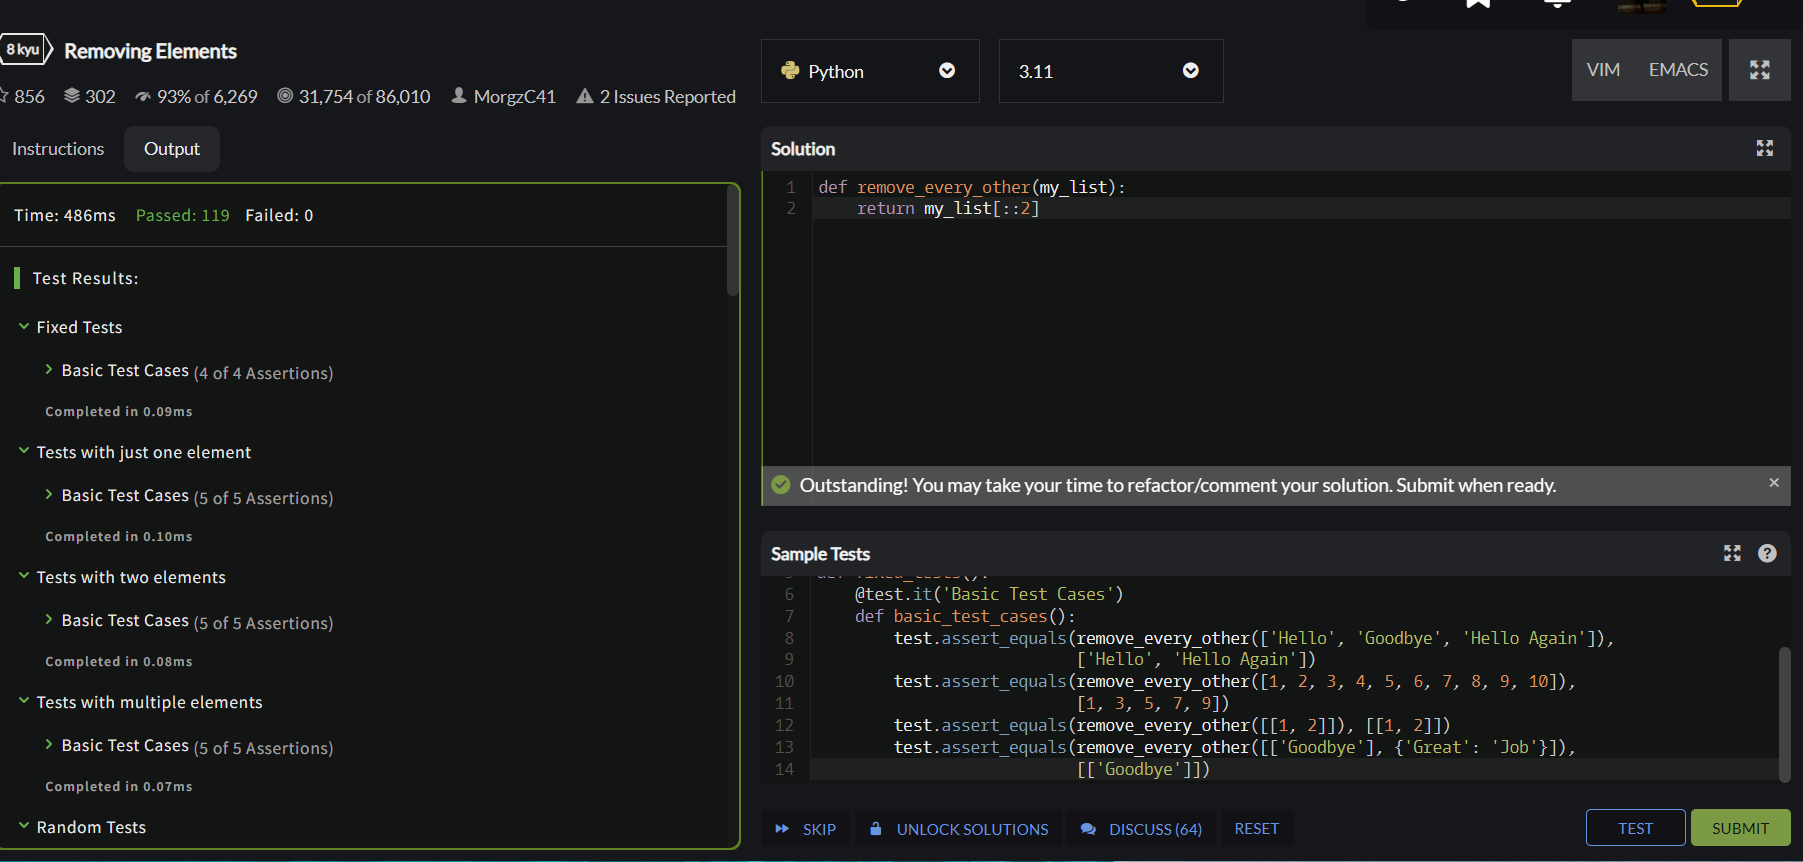 8 kyu
Removing Elements
856 302 93% of 6,269 31,754 of 86,010 MorgzC41 2 Issues Reported
Instructions Output
Time: 486ms Passed: 119 Failed: 0
Test Results:
Fixed Tests
Basic Test Cases (4 of 4 Assertions)
Completed in 0.09ms
Tests with just one element
Basic Test Cases (5 of 5 Assertions)
Completed in 0.10ms
Tests with two elements
Basic Test Cases (5 of 5 Assertions)
Completed in 0.08ms
Tests with multiple elements
Basic Test Cases (5 of 5 Assertions)
Completed in 0.07ms
Random Tests
Python 3.11 VIM EMACS
Solution
1 def remove_every_other(my_list):
2 return my_list[::2]
Outstanding! You may take your time to refactor/comment your solution. Submit when ready.
Sample Tests
5 def fixed_tests():
6 @test.it('Basic Test Cases')
7 def basic_test_cases():
8 test.assert_equals(remove_every_other(['Hello', 'Goodbye', 'Hello Again']),
9 ['Hello', 'Hello Again'])
10 test.assert_equals(remove_every_other([1, 2, 3, 4, 5, 6, 7, 8, 9, 10]),
11 [1, 3, 5, 7, 9])
12 test.assert_equals(remove_every_other([[1, 2]]), [[1, 2]])
13 test.assert_equals(remove_every_other([['Goodbye'], {'Great': 'Job'}]),
14 [['Goodbye']])
SKIP UNLOCK SOLUTIONS DISCUSS (64) RESET TEST SUBMIT